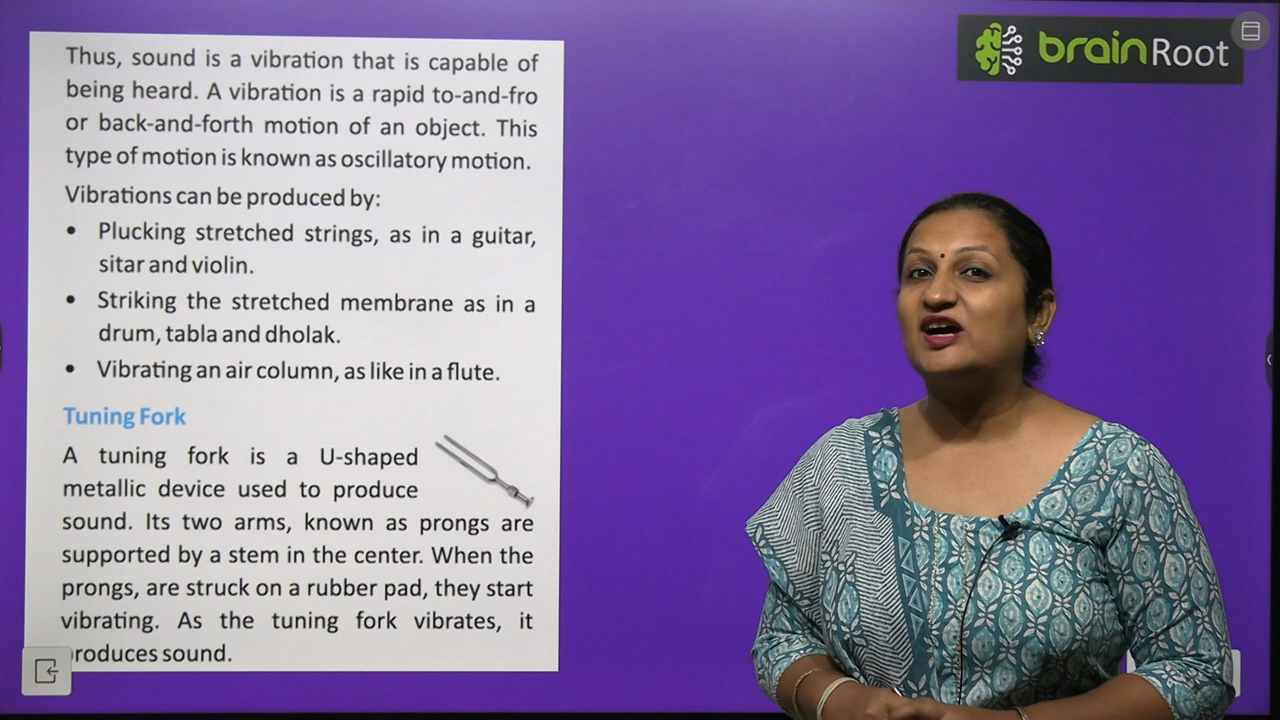 Thus, sound is a vibration that is capable of
being heard. A vibration is a rapid to-and-fro
or back-and-forth motion of an object. This
type of motion is known as oscillatory motion.
Vibrations can be produced by:
• Plucking stretched strings, as in a guitar,
sitar and violin.
• Striking the stretched membrane as in a
drum, tabla and dholak.
• Vibrating an air column, as like in a flute.
Tuning Fork
A tuning fork is a U-shaped
metallic device used to produce
sound. Its two arms, known as prongs are
supported by a stem in the center. When the
prongs, are struck on a rubber pad, they start
vibrating. As the tuning fork vibrates, it
produces sound.
brainRoot